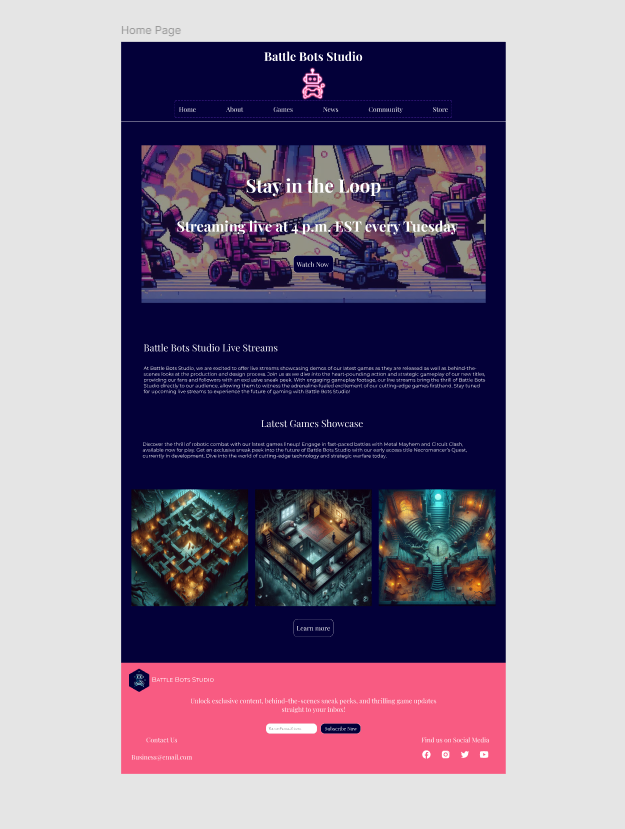 Home Page
Battle Bots Studio
Home About Games News Community Store
Stay in the Loop
Streaming live at 4 p.m. EST every Tuesday
Watch Now
Battle Bots Studio Live Streams
At Battle Bots Studio, we are excited to offer live streams showcasing demos of our latest games as they are released as well as behind-the-
scenes look at the production and design process. Join us as we dive into the heart-pounding action and strategic gameplay of our new titles,
providing our fans and followers with an exclusive sneak peek. With engaging gameplay footage, our live streams bring the thrill of Battle Bots
Studio directly to our audience, allowing them to witness the adrenaline-fueled excitement of our cutting-edge games firsthand. Stay tuned
for upcoming live streams to experience the future of gaming with Battle Bots Studio!
Latest Games Showcase
Discover the thrill of robotic combat with our latest games lineup! Engage in fast-paced battles with Metal Mayhem and Circuit Clash,
available now for play. Get an exclusive sneak peek into the future of Battle Bots Studio with our early access title Necromancer's Quest,
currently in development. Dive into the world of cutting-edge technology and strategic warfare today.
Learn more
Battle Bots Studio
Unlock exclusive content, behind-the-scenes sneak peeks, and thrilling game updates
straight to your inbox!
Subscribe Now
Contact Us
Find us on Social Media
Business@email.com